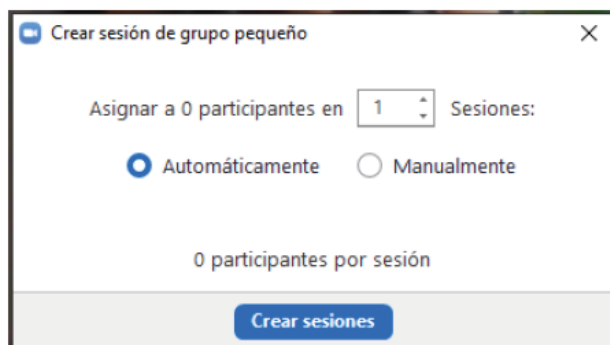 Crear sesión de grupo pequeño
Asignar a 0 participantes en 1 Sesiones:
Automáticamente Manualmente
0 participantes por sesión
Crear sesiones